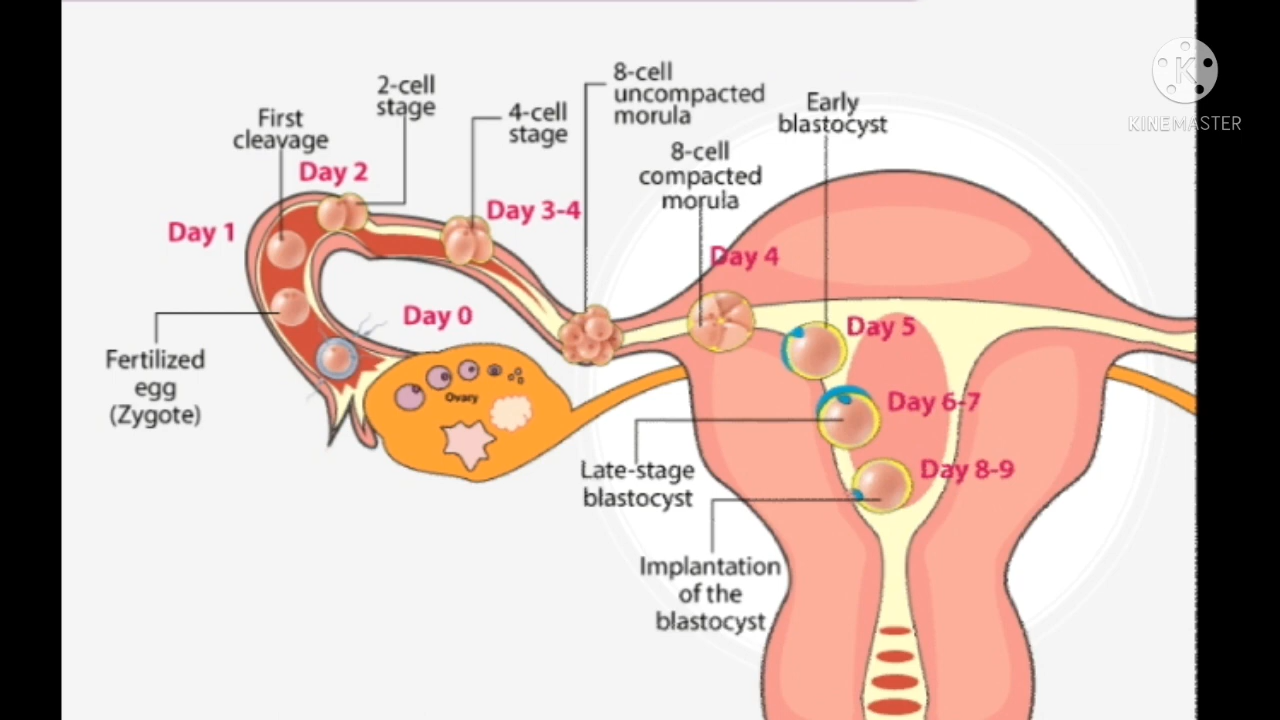 8-cell
uncompacted
morula
2-cell
stage
4-cell
stage
Early
blastocyst
First
cleavage
8-cell
compacted
morula
Day 2
Day 3-4
Day 1
Day 4
Day 0
Day 5
Fertilized
egg
(Zygote)
Ovary
Day 6-7
Late-stage
blastocyst
Day 8-9
Implantation
of the
blastocyst
K
KINEMASTER